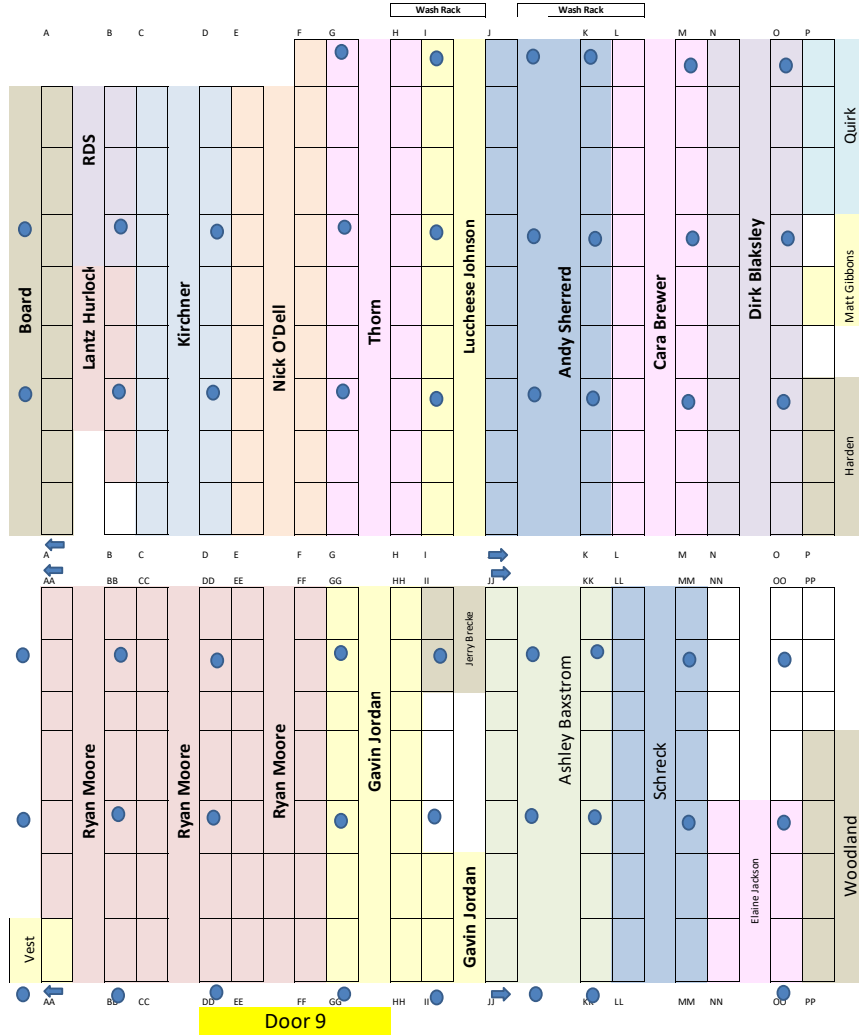 Wash Rack Wash Rack
A B C D E F G H I J K L M N O P
Board
RDS
Lantz Hurlock
Kirchner
Nick O'Dell
Thorn
Luccheese Johnson
Andy Sherrerd
Cara Brewer
Dirk Blaksley
Quirk
Matt Gibbons
Harden
A B C D E F G H I K L M N O P
AA BB CC DD EE FF GG HH II JJ KK LL MM NN OO PP
Vest
Ryan Moore
Ryan Moore
Ryan Moore
Gavin Jordan
Jerry Brecke
Gavin Jordan
Ashley Baxstrom
Schreck
Elaine Jackson
Woodland
AA BB CC DD EE FF GG HH II JJ KK LL MM NN OO PP
Door 9